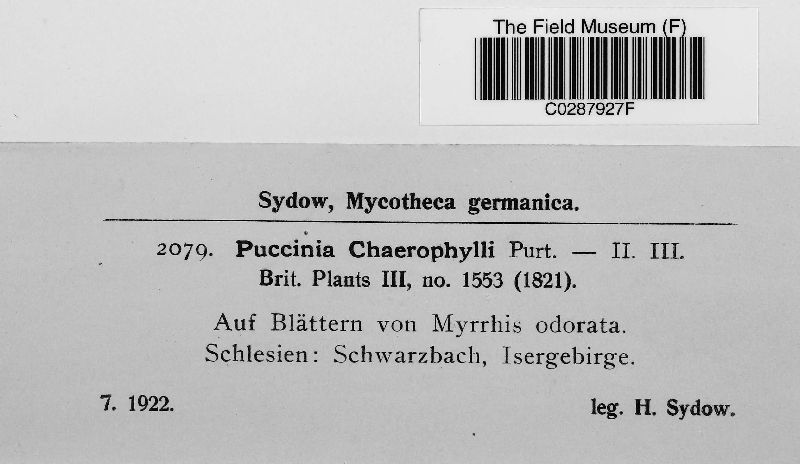 The Field Museum (F)
C0287927F
Sydow, Mycotheca germanica.
2079. Puccinia Chaerophylli Purt. — II. III.
Brit. Plants III, no. 1553 (1821).
Auf Blättern von Myrrhis odorata.
Schlesien: Schwarzbach, Isergebirge.
7. 1922.
leg. H. Sydow.